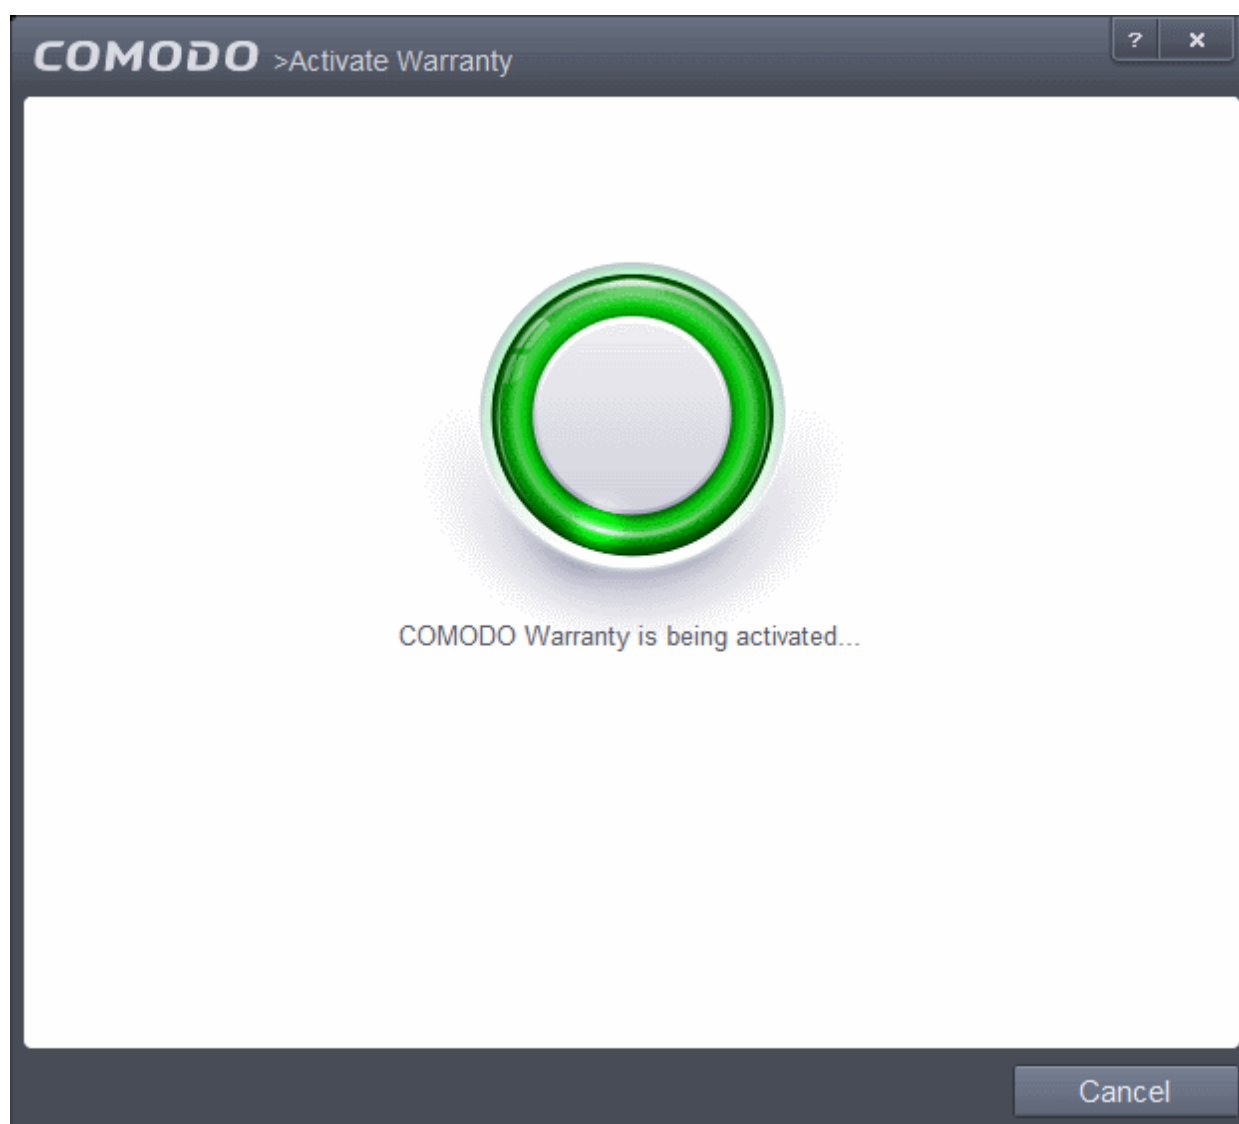 COMODO >Activate Warranty
? x
COMODO Warranty is being activated...
Cancel